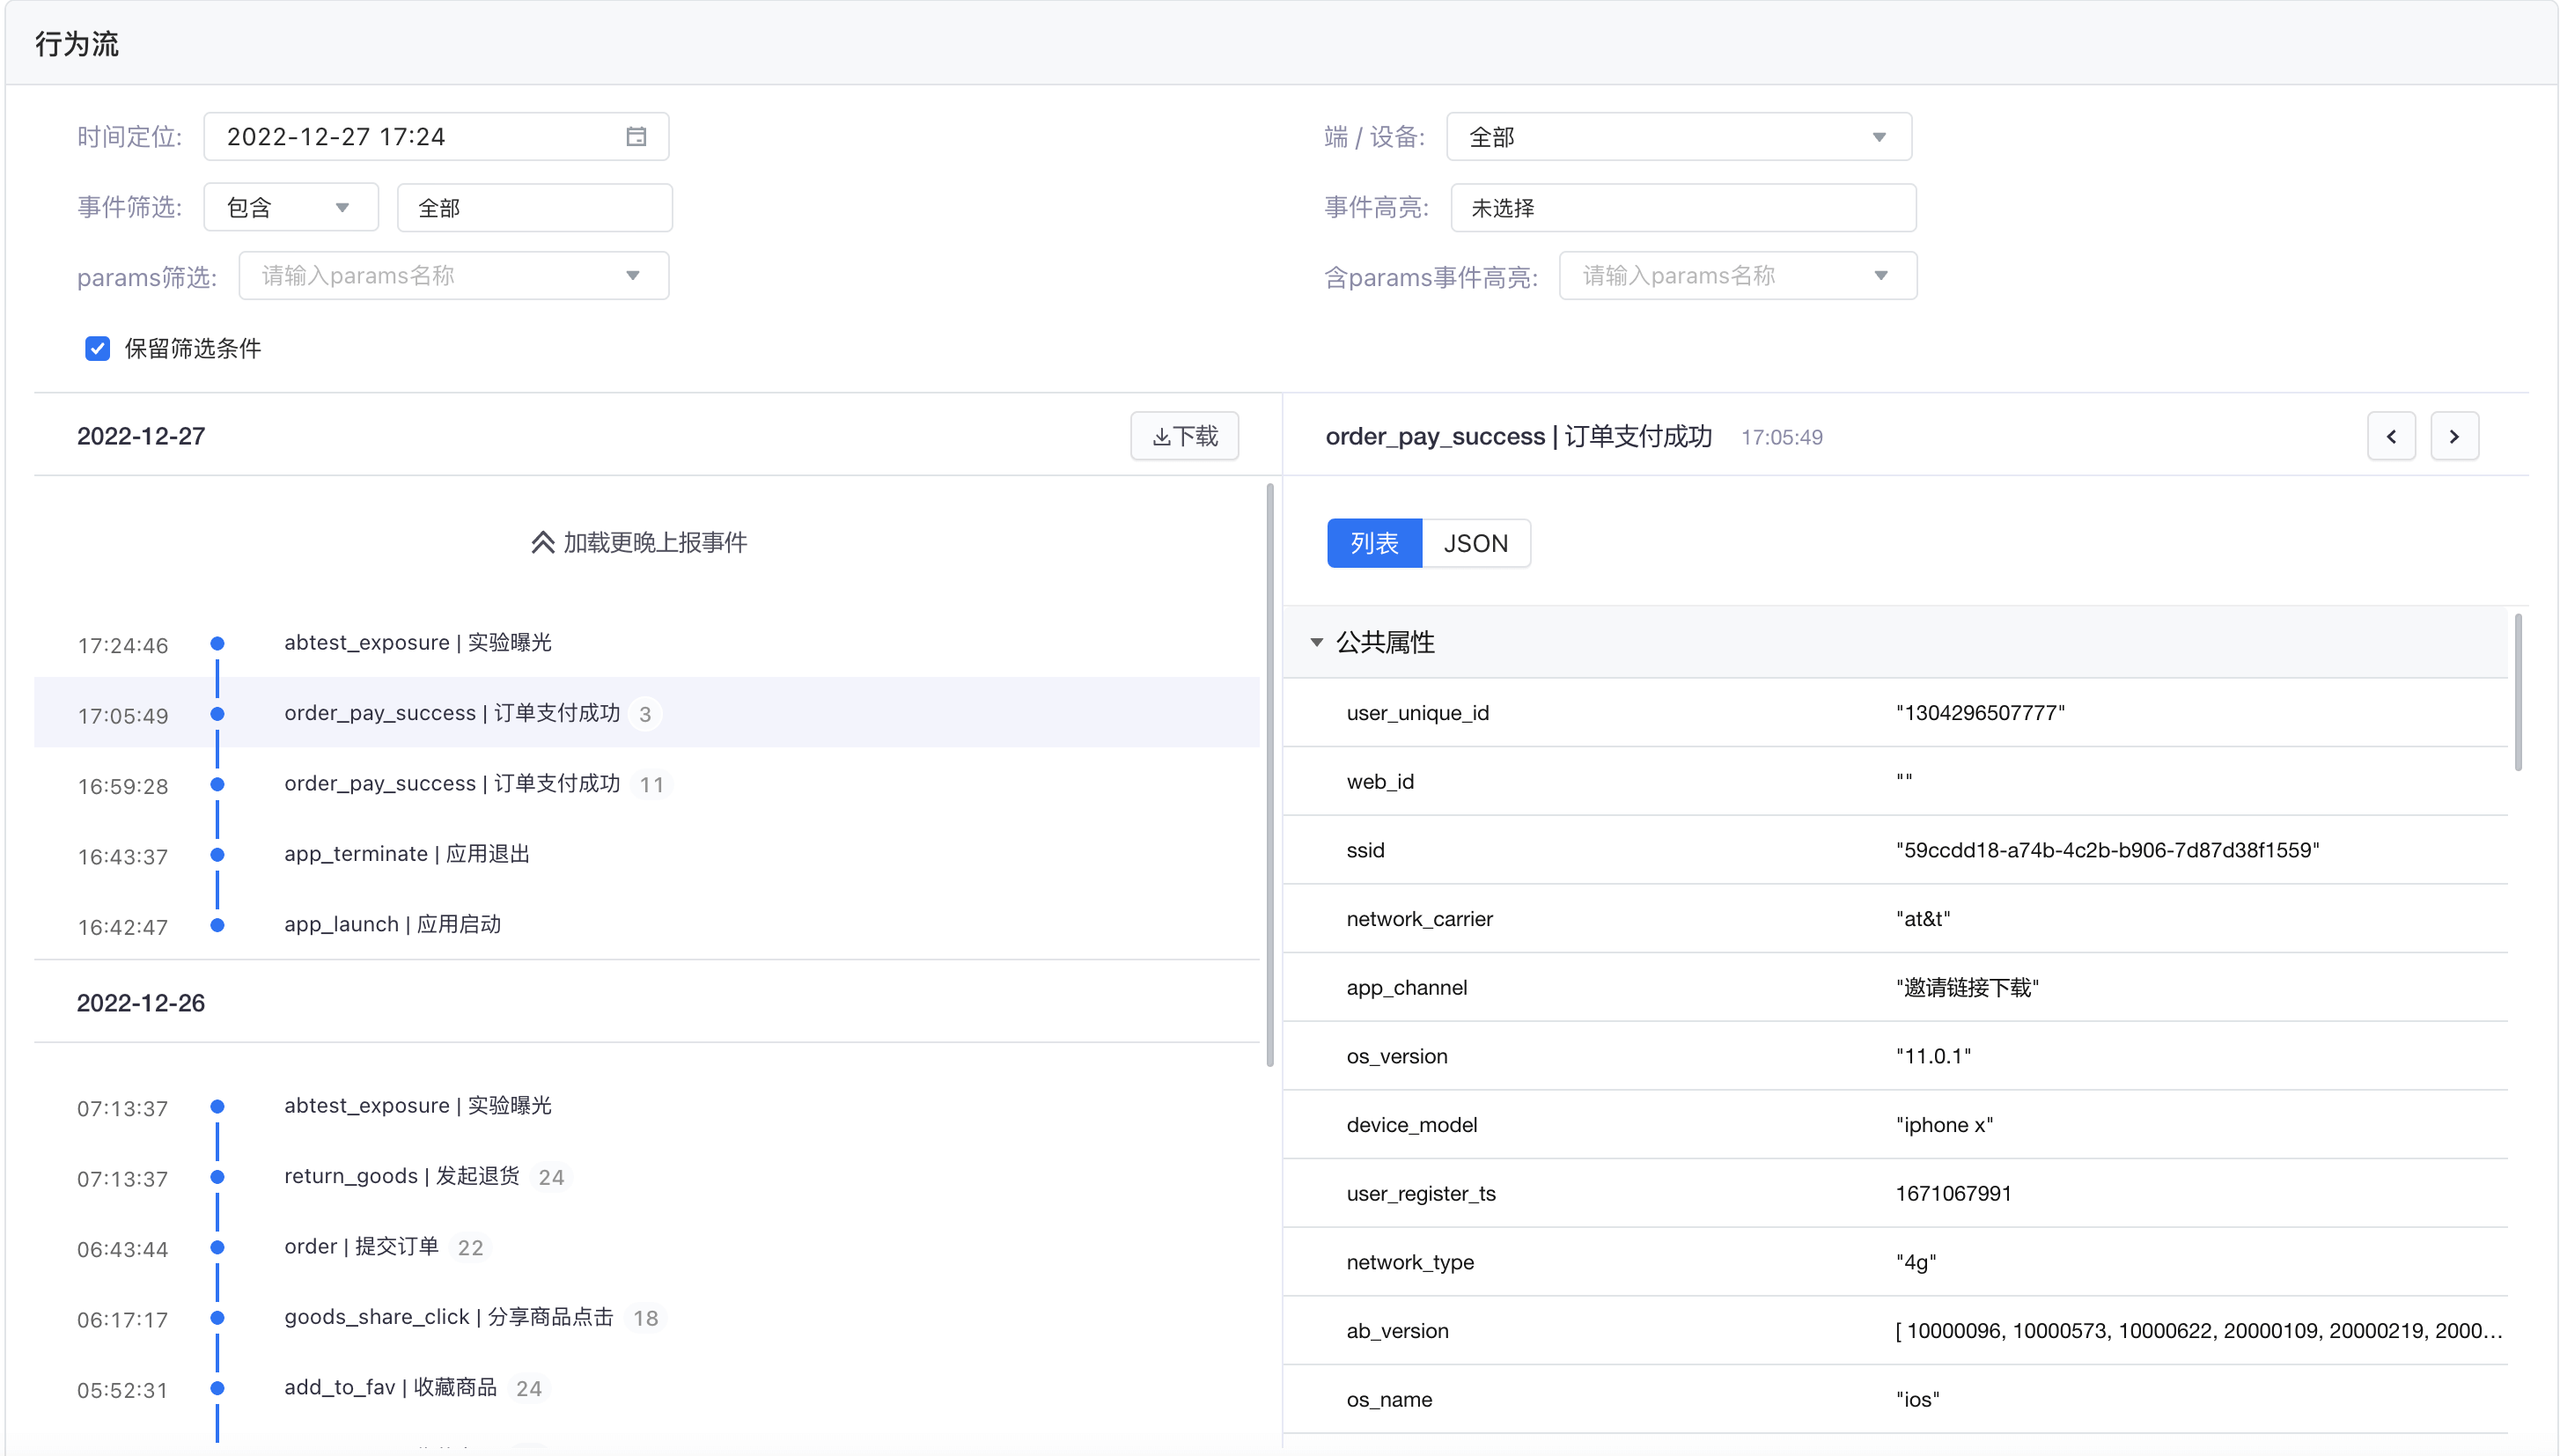 行为流
时间定位: 2022-12-27 17:24
端 / 设备: 全部
事件筛选: 包含 全部
事件高亮: 未选择
params筛选: 请输入params名称
含params事件高亮: 请输入params名称
保留筛选条件
2022-12-27 下载
加载更晚上报事件
17:24:46 abtest_exposure | 实验曝光
17:05:49 order_pay_success | 订单支付成功 3
16:59:28 order_pay_success | 订单支付成功 11
16:43:37 app_terminate | 应用退出
16:42:47 app_launch | 应用启动
2022-12-26
07:13:37 abtest_exposure | 实验曝光
07:13:37 return_goods | 发起退货 24
06:43:44 order | 提交订单 22
06:17:17 goods_share_click | 分享商品点击 18
05:52:31 add_to_fav | 收藏商品 24
order_pay_success | 订单支付成功 17:05:49
列表 JSON
公共属性
user_unique_id "1304296507777"
web_id ""
ssid "59ccdd18-a74b-4c2b-b906-7d87d38f1559"
network_carrier "at&t"
app_channel "邀请链接下载"
os_version "11.0.1"
device_model "iphone x"
user_register_ts 1671067991
network_type "4g"
ab_version [ 10000096, 10000573, 10000622, 20000109, 20000219, 2000...
os_name "ios"